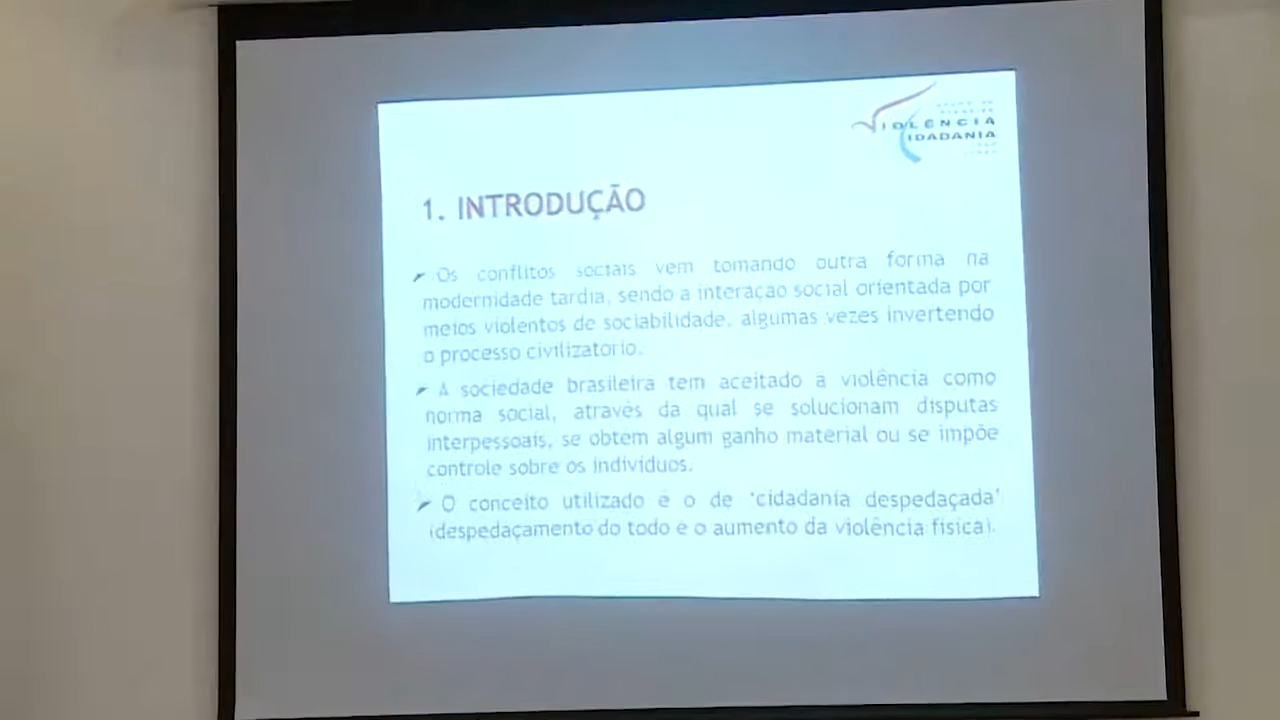 VIOLÊNCIA
CIDADANIA
1. INTRODUÇÃO
Os conflitos sociais vem tomando outra forma na
modernidade tardia, sendo a interação social orientada por
meios violentos de sociabilidade, algumas vezes invertendo
o processo civilizatório.
A sociedade brasileira tem aceitado a violência como
norma social, através da qual se solucionam disputas
interpessoais, se obtém algum ganho material ou se impõe
controle sobre os indivíduos.
O conceito utilizado é o de 'cidadania despedaçada'
(despedaçamento do todo e o aumento da violência física).